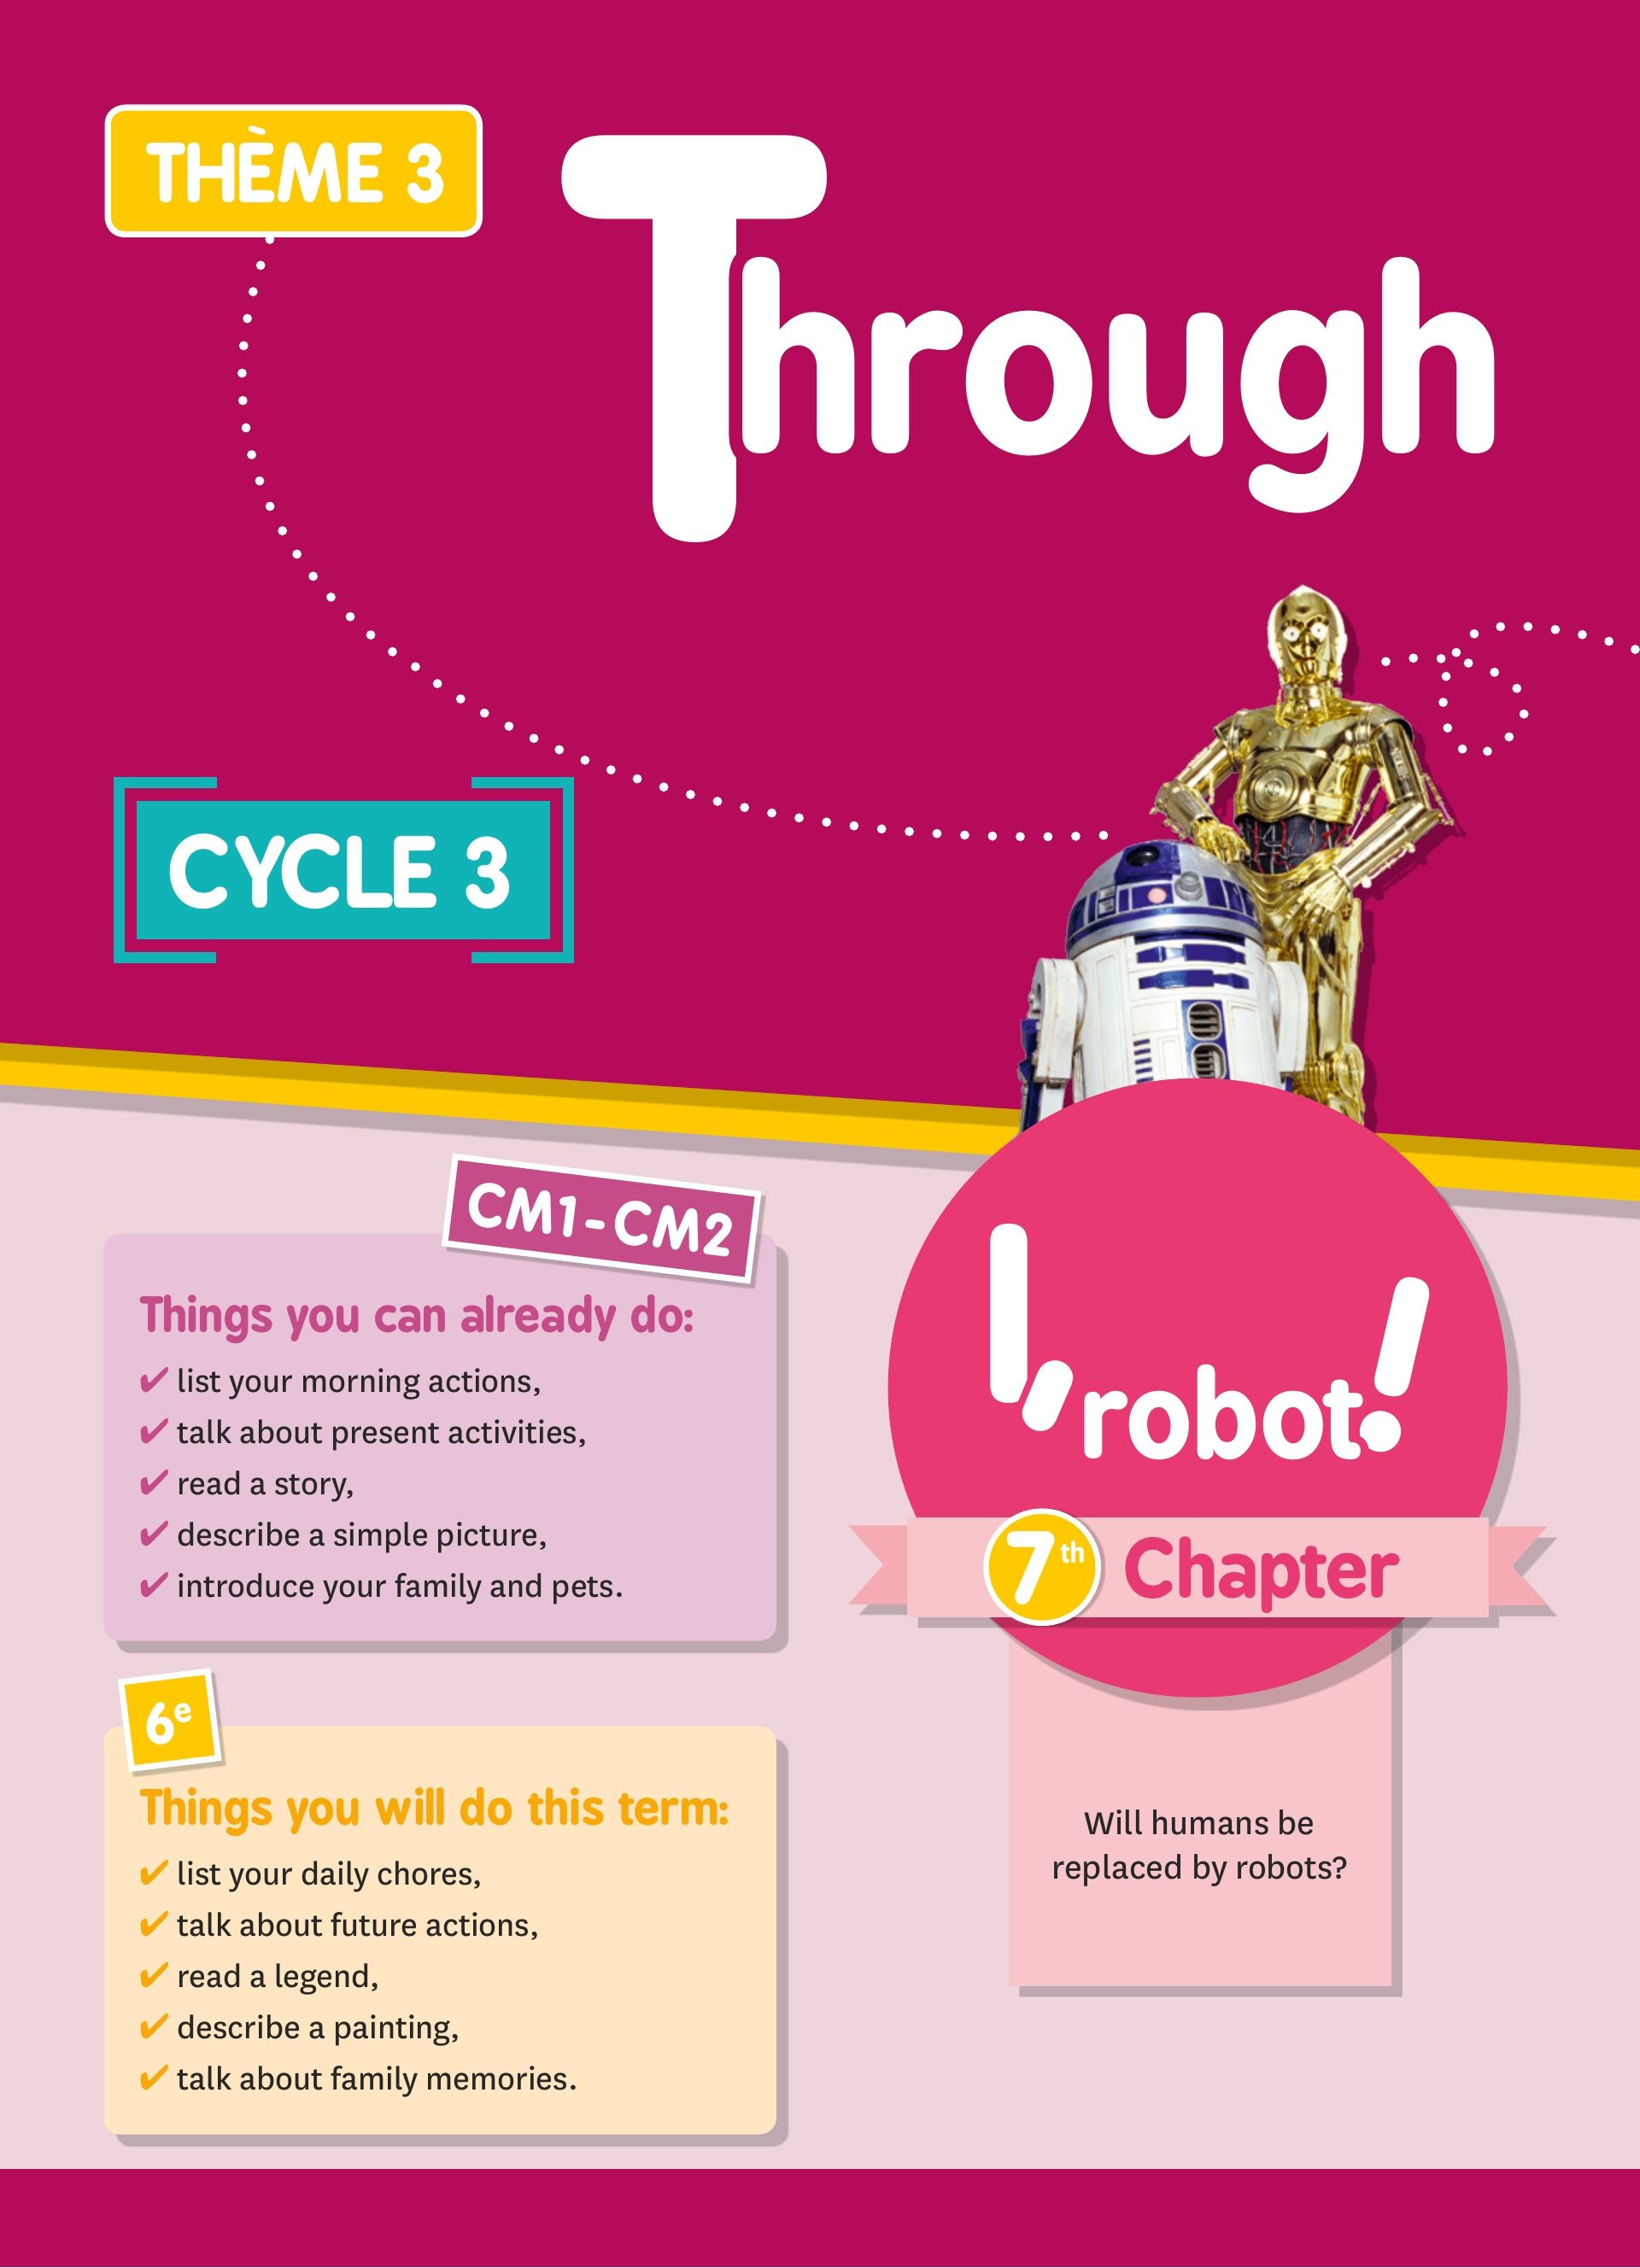 THÈME 3
Through
CYCLE 3
CM1-CM2
Things you can already do:
✔ list your morning actions,
✔ talk about present activities,
✔ read a story,
✔ describe a simple picture,
✔ introduce your family and pets.
6e
Things you will do this term:
✔ list your daily chores,
✔ talk about future actions,
✔ read a legend,
✔ describe a painting,
✔ talk about family memories.
I, robot!
7th Chapter
Will humans be
replaced by robots?